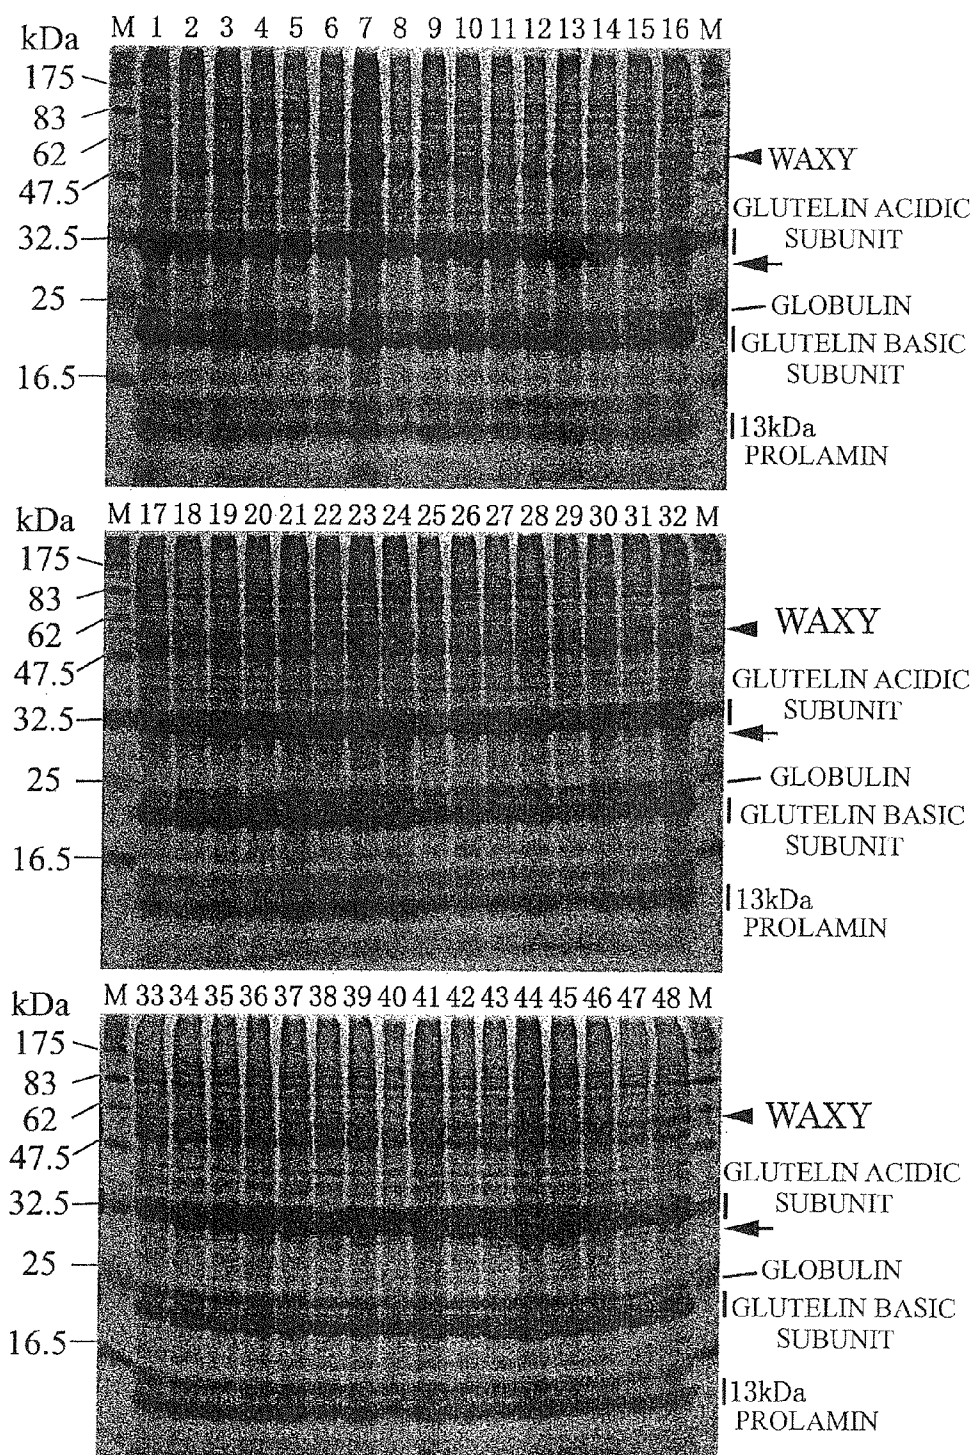 kDa M 1 2 3 4 5 6 7 8 9 10 11 12 13 14 15 16 M
175
83
62
47.5
32.5
25
16.5
WAXY
GLUTELIN ACIDIC
SUBUNIT
GLOBULIN
GLUTELIN BASIC
SUBUNIT
13kDa
PROLAMIN
kDa M 17 18 19 20 21 22 23 24 25 26 27 28 29 30 31 32 M
175
83
62
47.5
32.5
25
16.5
WAXY
GLUTELIN ACIDIC
SUBUNIT
GLOBULIN
GLUTELIN BASIC
SUBUNIT
13kDa
PROLAMIN
kDa M 33 34 35 36 37 38 39 40 41 42 43 44 45 46 47 48 M
175
83
62
47.5
32.5
25
16.5
WAXY
GLUTELIN ACIDIC
SUBUNIT
GLOBULIN
GLUTELIN BASIC
SUBUNIT
13kDa
PROLAMIN